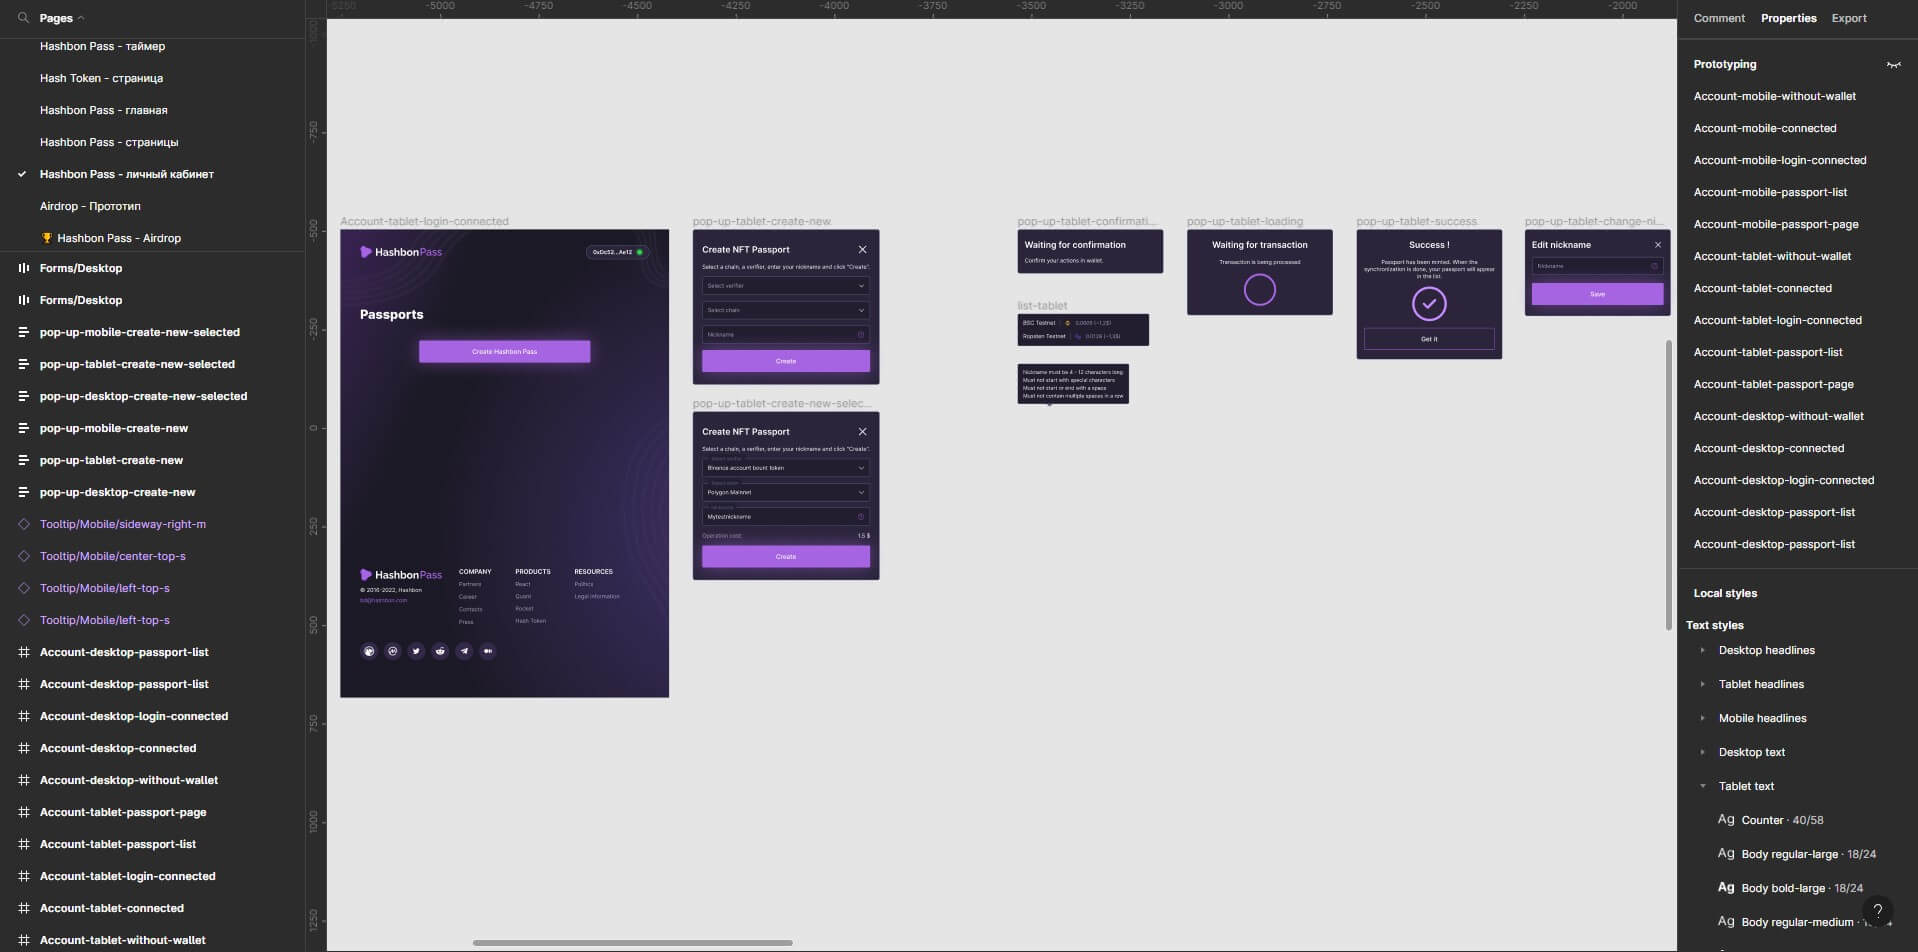 Pages
Hashbon Pass - таймер
Hash Token - страница
Hashbon Pass - главная
Hashbon Pass - страницы
Hashbon Pass - личный кабинет
Airdrop - Прототип
🏆 Hashbon Pass - Airdrop
Forms/Desktop
Forms/Desktop
pop-up-mobile-create-new-selected
pop-up-tablet-create-new-selected
pop-up-desktop-create-new-selected
pop-up-mobile-create-new
pop-up-tablet-create-new
pop-up-desktop-create-new
Tooltip/Mobile/sideway-right-m
Tooltip/Mobile/center-top-s
Tooltip/Mobile/left-top-s
Tooltip/Mobile/left-top-s
Account-desktop-passport-list
Account-desktop-passport-list
Account-desktop-login-connected
Account-desktop-connected
Account-desktop-without-wallet
Account-tablet-passport-page
Account-tablet-passport-list
Account-tablet-login-connected
Account-tablet-connected
Account-tablet-without-wallet
-5250 -5000 -4750 -4500 -4250 -4000 -3750 -3500 -3250 -3000 -2750 -2500 -2250 -2000
-1000
-750
-500
-250
0
250
500
750
1000
1250
Account-tablet-login-connected
HashbonPass
0xDc52...Ae12
Passports
Create Hashbon Pass
HashbonPass
© 2016-2022, Hashbon
COMPANY
Partners
Career
Contacts
Press
PRODUCTS
React
Quant
Rocket
Hash Token
RESOURCES
Politics
Legal information
pop-up-tablet-create-new
Create NFT Passport
Select a chain, a verifier, enter your nickname and click "Create".
Select verifier
Select chain
Nickname
Create
pop-up-tablet-create-new-selec...
Create NFT Passport
Select a chain, a verifier, enter your nickname and click "Create".
Binance account bount token
Polygon Mainnet
Mytestnickname
Operation cost:
1.5 $
Create
pop-up-tablet-confirmati...
Waiting for confirmation
Confirm your actions in wallet.
list-tablet
BSC Testnet
Ropsten Testnet
Nickname must be 4 - 12 characters long.
Must not start with special characters
Must not start or end with a space
Must not contain multiple spaces in a row
pop-up-tablet-loading
Waiting for transaction
Transaction is being processed
pop-up-tablet-success
Success !
Passport has been minted. When the
synchronization is done, your passport will appear
in the list.
Get it
pop-up-tablet-change-ni...
Edit nickname
Nickname
Save
Comment Properties Export
Prototyping
Account-mobile-without-wallet
Account-mobile-connected
Account-mobile-login-connected
Account-mobile-passport-list
Account-mobile-passport-page
Account-tablet-without-wallet
Account-tablet-connected
Account-tablet-login-connected
Account-tablet-passport-list
Account-tablet-passport-page
Account-desktop-without-wallet
Account-desktop-connected
Account-desktop-login-connected
Account-desktop-passport-list
Account-desktop-passport-list
Local styles
Text styles
Desktop headlines
Tablet headlines
Mobile headlines
Desktop text
Tablet text
Ag Counter · 40/58
Ag Body regular-large · 18/24
Ag Body bold-large · 18/24
Ag Body regular-medium ·
?